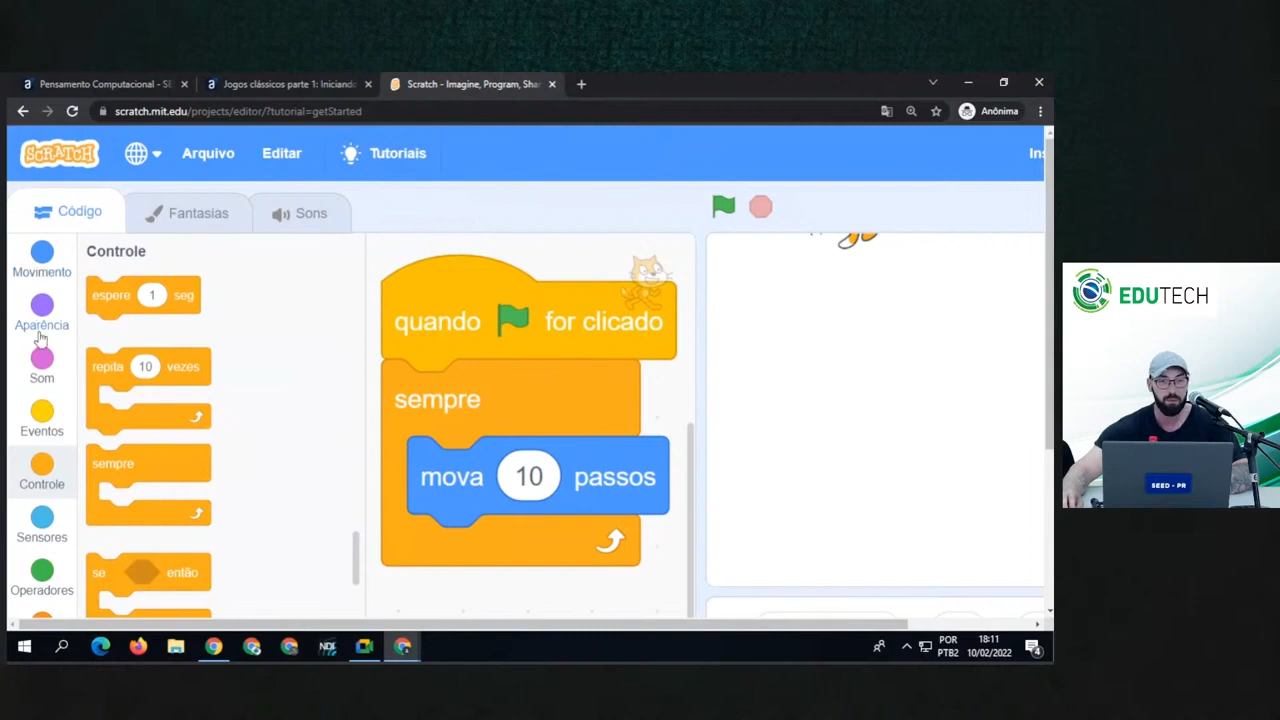 Pensamento Computacional - SE
Jogos clássicos parte 1: Iniciand
Scratch - Imagine, Program, Shar
scratch.mit.edu/projects/editor/?tutorial=getStarted
Anônima
SCRATCH
Arquivo
Editar
Tutoriais
Ins
Código
Fantasias
Sons
Movimento
Aparência
Som
Eventos
Controle
Sensores
Operadores
Controle
espere 1 seg
repita 10 vezes
sempre
se então
quando for clicado
sempre
mova 10 passos
EDUTECH
SEED - PR
NDI
POR
PTB2
18:11
10/02/2022
4